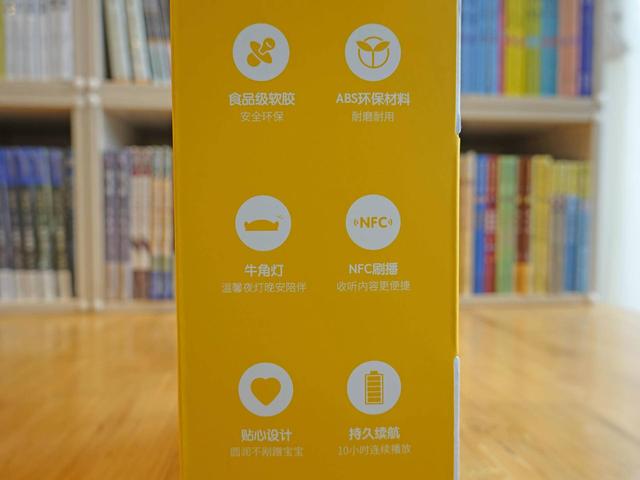 食品级软胶
安全环保
ABS环保材料
耐磨耐用
牛角灯
温馨夜灯晚安陪伴
NFC
NFC刷播
收听内容更便捷
贴心设计
圆润不剐蹭宝宝
持久续航
10小时连续播放